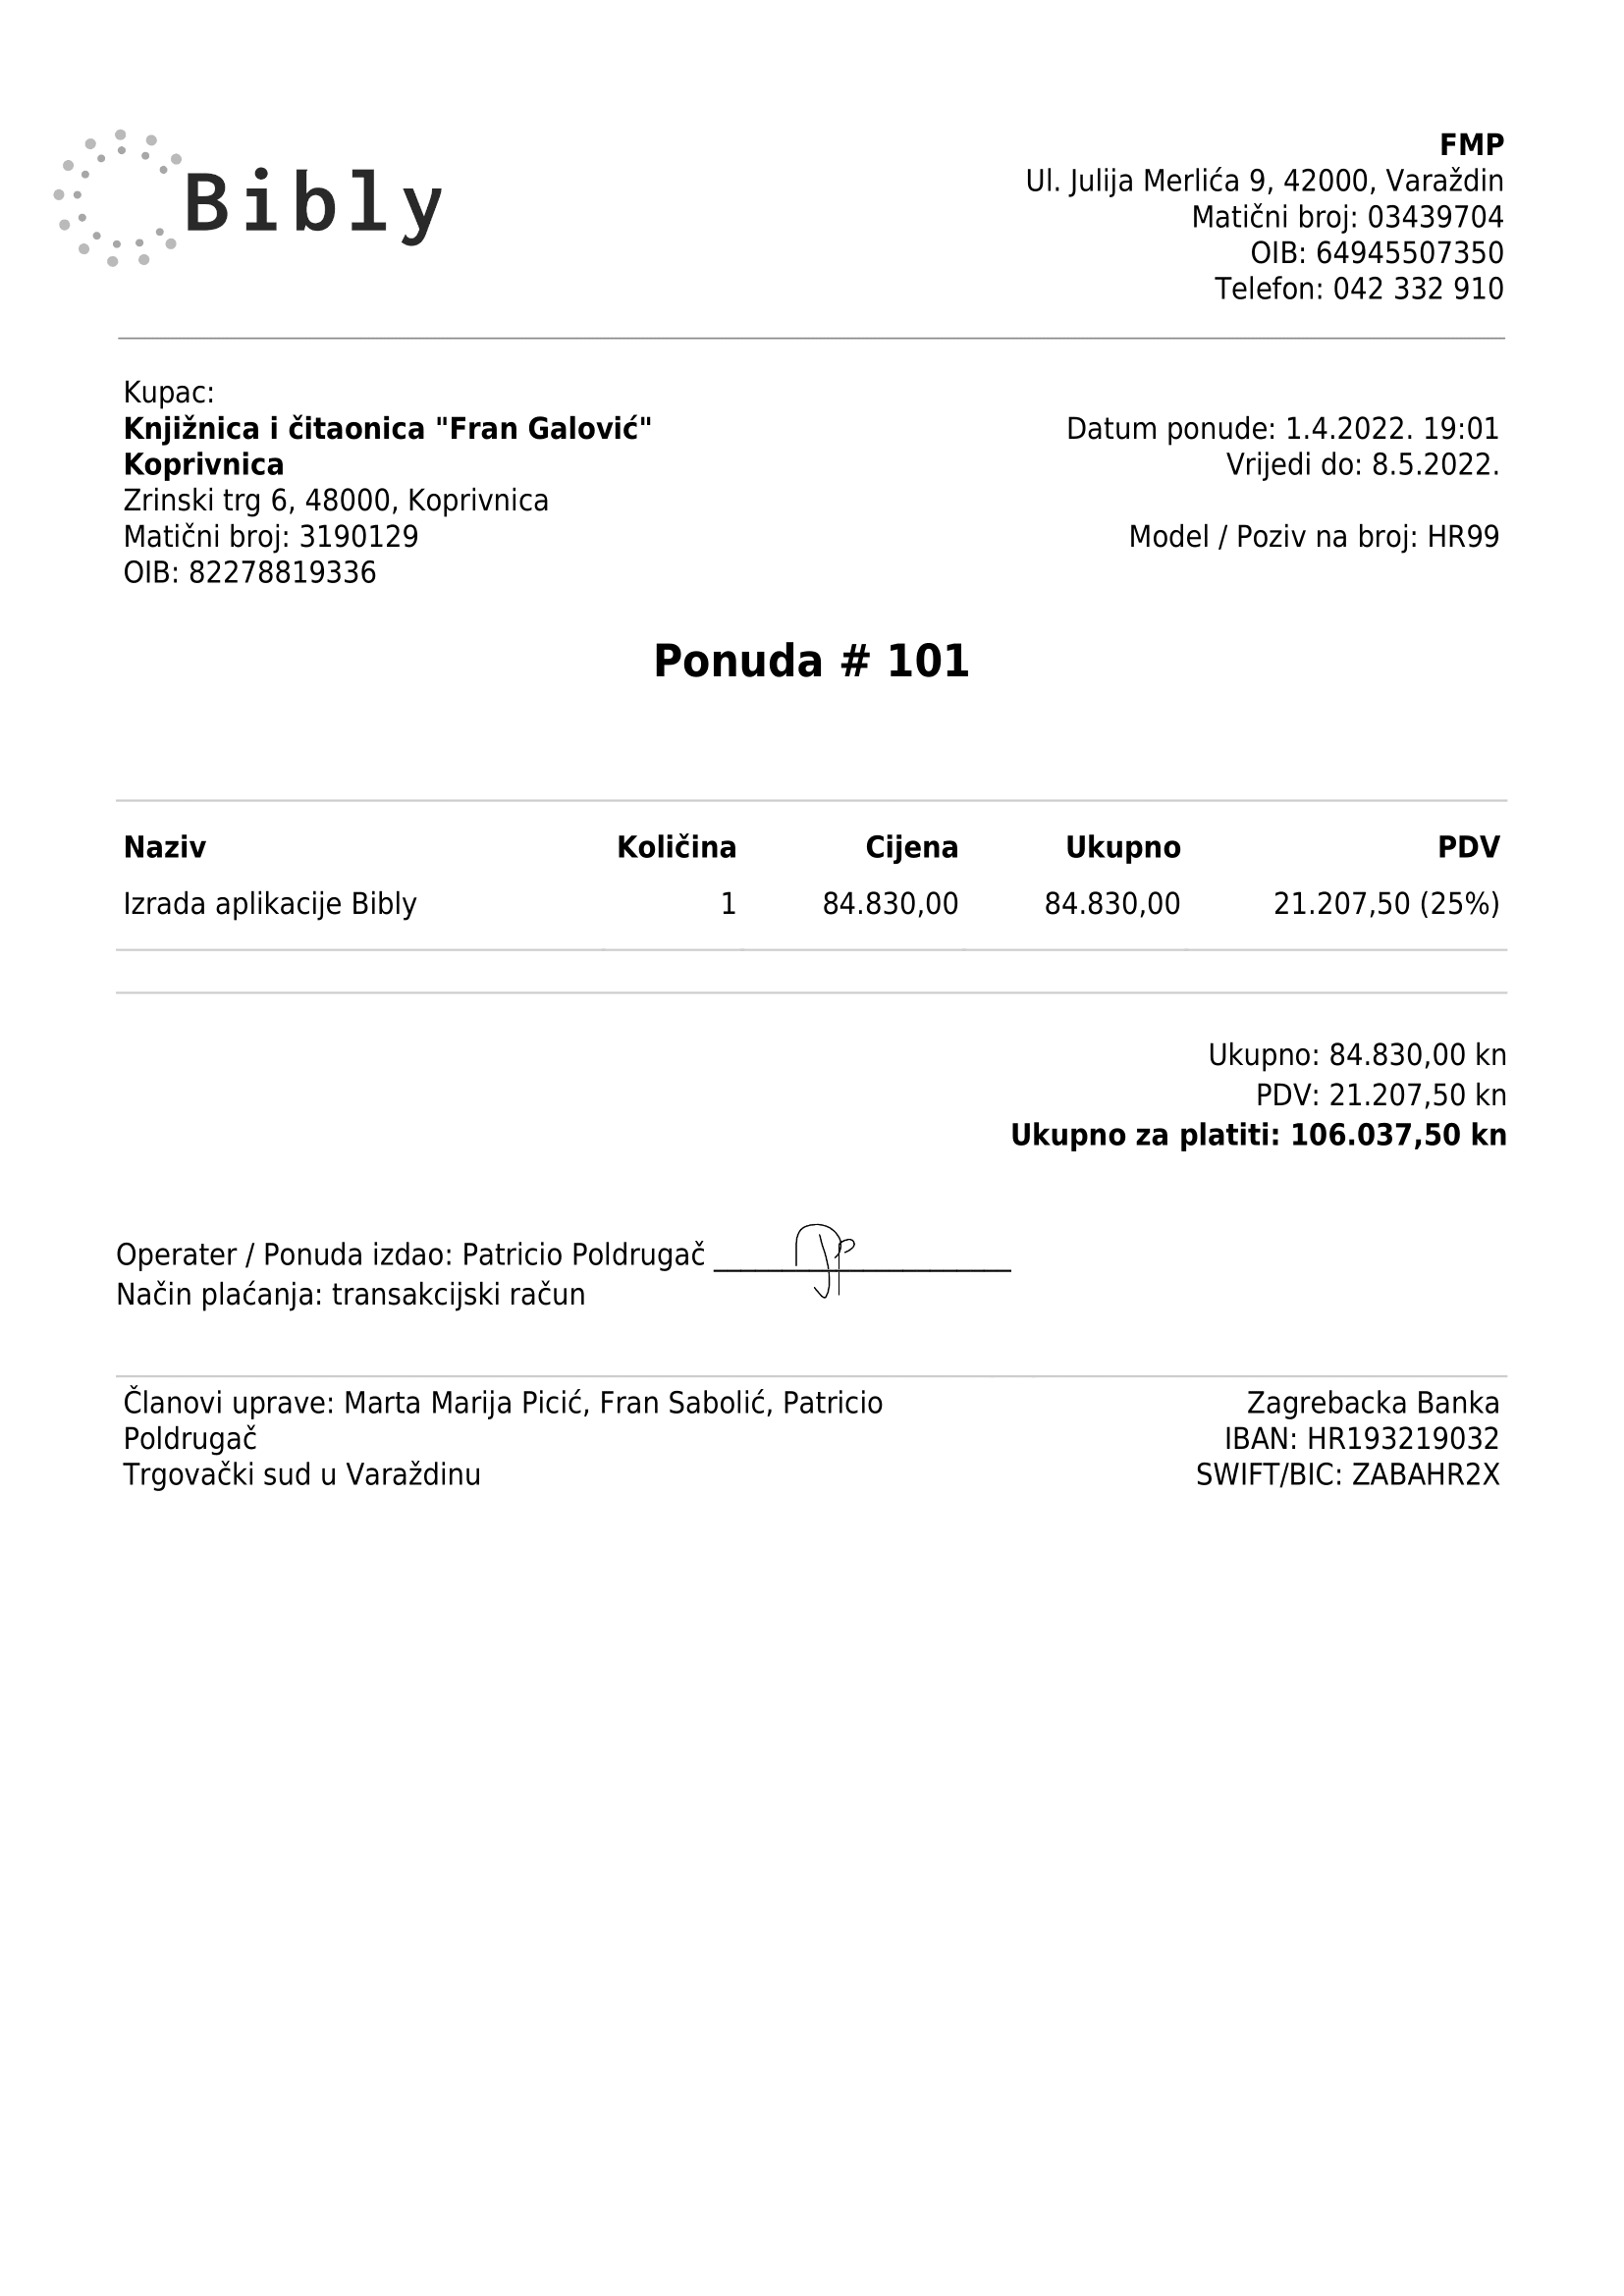 Bibly
FMP
Ul. Julija Merlića 9, 42000, Varaždin
Matični broj: 03439704
OIB: 64945507350
Telefon: 042 332 910
Kupac:
Knjižnica i čitaonica "Fran Galović"
Koprivnica
Zrinski trg 6, 48000, Koprivnica
Matični broj: 3190129
OIB: 82278819336
Datum ponude: 1.4.2022. 19:01
Vrijedi do: 8.5.2022.
Model / Poziv na broj: HR99
Ponuda # 101
Naziv Količina Cijena Ukupno PDV
Izrada aplikacije Bibly 1 84.830,00 84.830,00 21.207,50 (25%)
Ukupno: 84.830,00 kn
PDV: 21.207,50 kn
Ukupno za platiti: 106.037,50 kn
Operater / Ponuda izdao: Patricio Poldrugač
Način plaćanja: transakcijski račun
Članovi uprave: Marta Marija Picić, Fran Sabolić, Patricio
Poldrugač
Trgovački sud u Varaždinu
Zagrebacka Banka
IBAN: HR193219032
SWIFT/BIC: ZABAHR2X